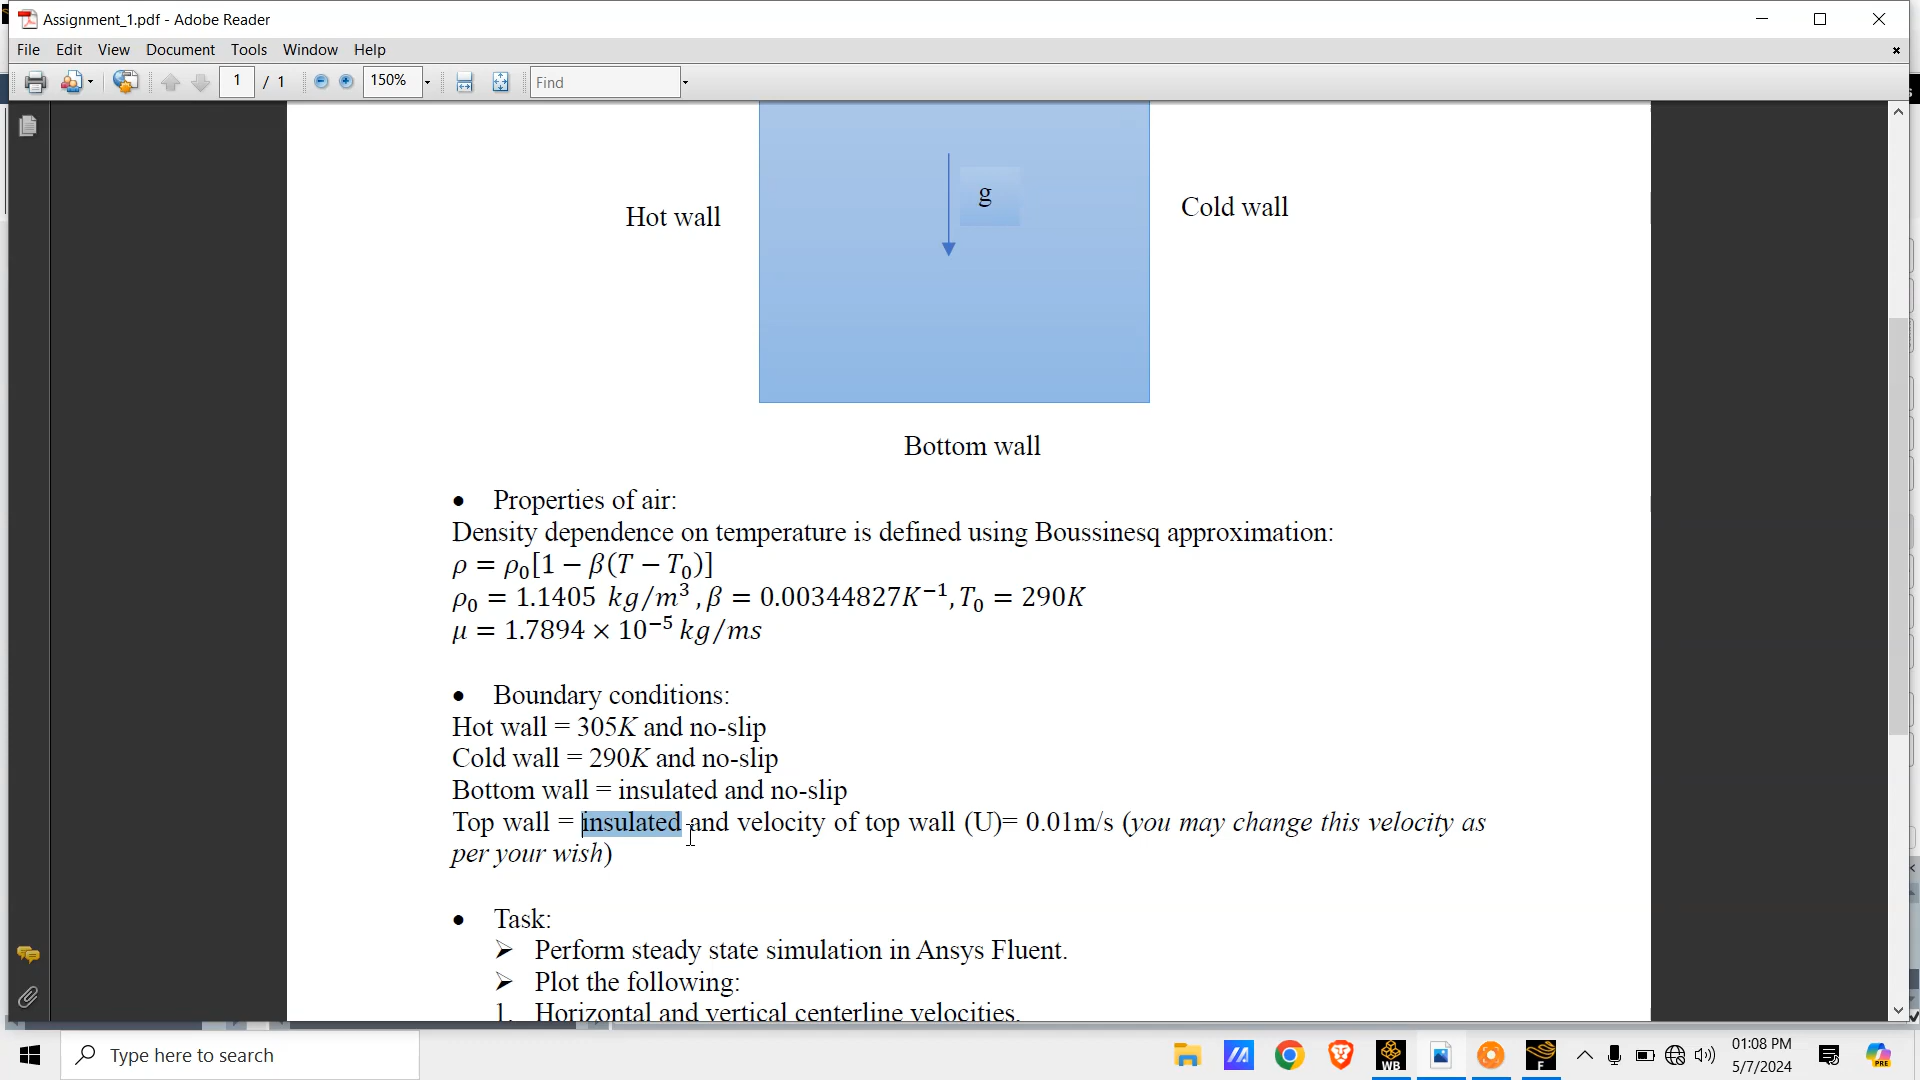 Assignment_1.pdf - Adobe Reader
File Edit View Document Tools Window Help
1 / 1 150% Find
g
Hot wall
Cold wall
Bottom wall
• Properties of air:
Density dependence on temperature is defined using Boussinesq approximation:
ρ = ρ₀[1 − β(T − T₀)]
ρ₀ = 1.1405 kg/m³, β = 0.00344827K⁻¹, T₀ = 290K
μ = 1.7894 × 10⁻⁵ kg/ms
• Boundary conditions:
Hot wall = 305K and no-slip
Cold wall = 290K and no-slip
Bottom wall = insulated and no-slip
Top wall = insulated and velocity of top wall (U)= 0.01m/s (you may change this velocity as
per your wish)
• Task:
➢ Perform steady state simulation in Ansys Fluent.
➢ Plot the following:
1. Horizontal and vertical centerline velocities.
Type here to search
WB
F
01:08 PM
5/7/2024
PRE